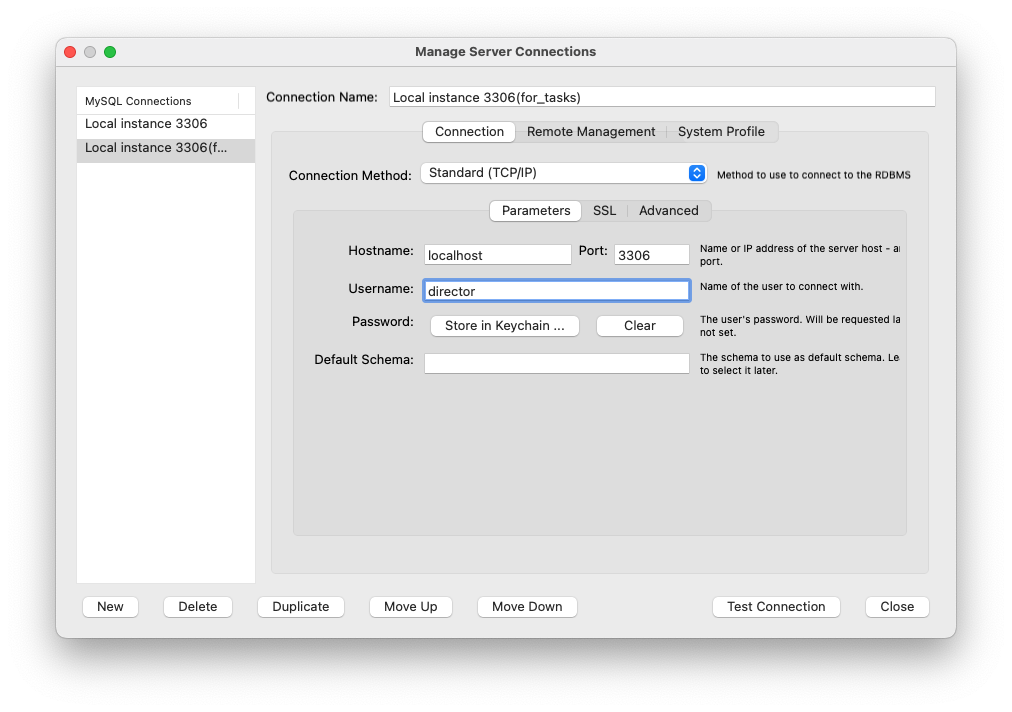 Manage Server Connections
MySQL Connections
Local instance 3306
Local instance 3306(f...
Connection Name: Local instance 3306(for_tasks)
Connection Remote Management System Profile
Connection Method: Standard (TCP/IP) Method to use to connect to the RDBMS
Parameters SSL Advanced
Hostname: localhost Port: 3306 Name or IP address of the server host - a
port.
Username: director Name of the user to connect with.
Password: Store in Keychain ... Clear The user's password. Will be requested la
not set.
Default Schema: The schema to use as default schema. Le
to select it later.
New Delete Duplicate Move Up Move Down Test Connection Close